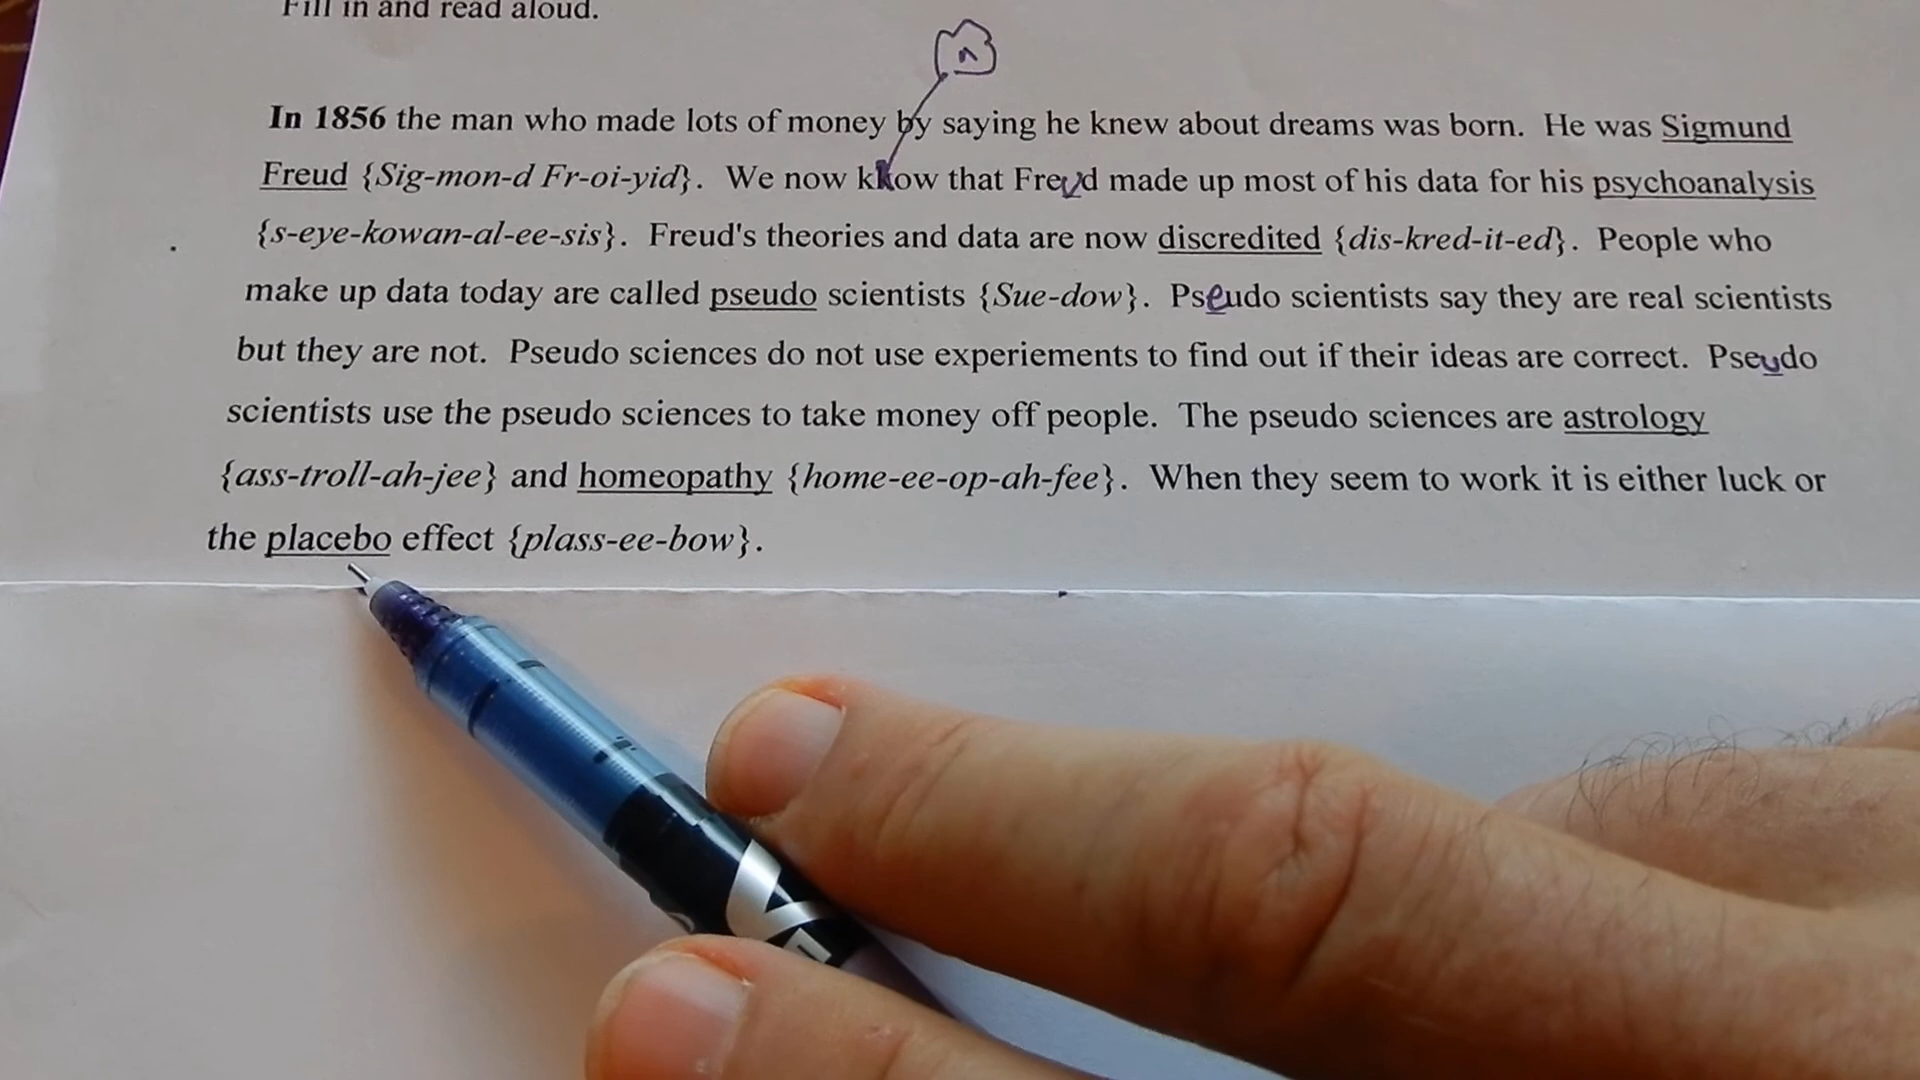 Fill in and read aloud.
n
In 1856 the man who made lots of money by saying he knew about dreams was born. He was Sigmund
Freud {Sig-mon-d Fr-oi-yid}. We now know that Freud made up most of his data for his psychoanalysis
{s-eye-kowan-al-ee-sis}. Freud's theories and data are now discredited {dis-kred-it-ed}. People who
make up data today are called pseudo scientists {Sue-dow}. Pseudo scientists say they are real scientists
but they are not. Pseudo sciences do not use experiements to find out if their ideas are correct. Pseudo
scientists use the pseudo sciences to take money off people. The pseudo sciences are astrology
{ass-troll-ah-jee} and homeopathy {home-ee-op-ah-fee}. When they seem to work it is either luck or
the placebo effect {plass-ee-bow}.